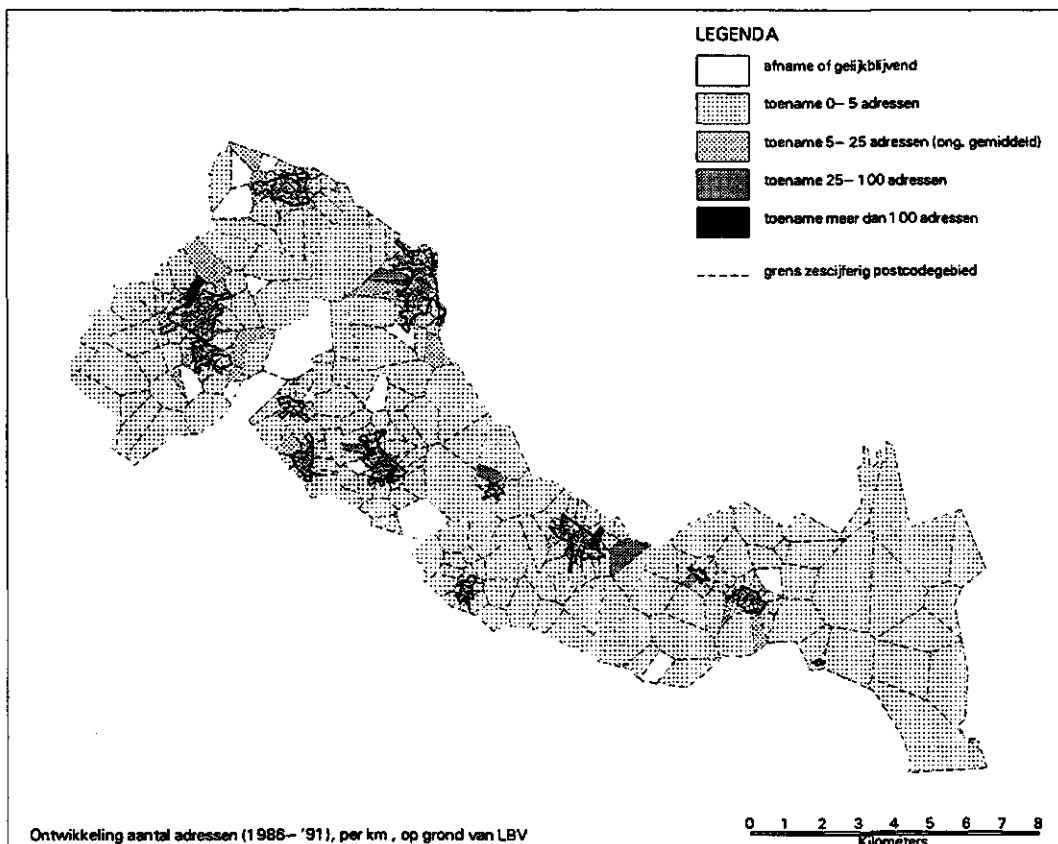 LEGENDA
afname of gelijkblijvend
toename 0– 5 adressen
toename 5– 25 adressen (ong. gemiddeld)
toename 25– 100 adressen
toename meer dan 100 adressen
grens zescijferig postcodegebied
Ontwikkeling aantal adressen (1986– '91), per km , op grond van LBV
0 1 2 3 4 5 6 7 8
Kilometers